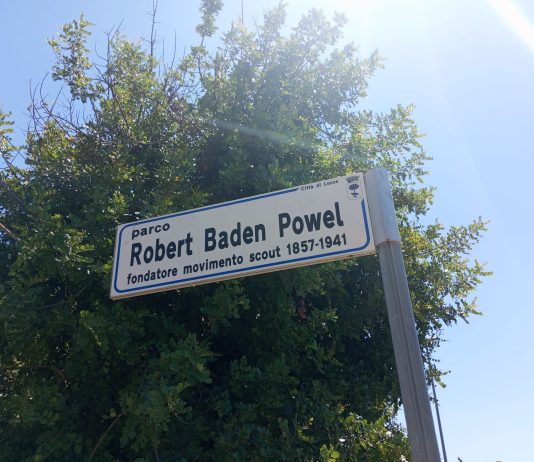 Città di Lecce
parco
Robert Baden Powel
fondatore movimento scout 1857-1941